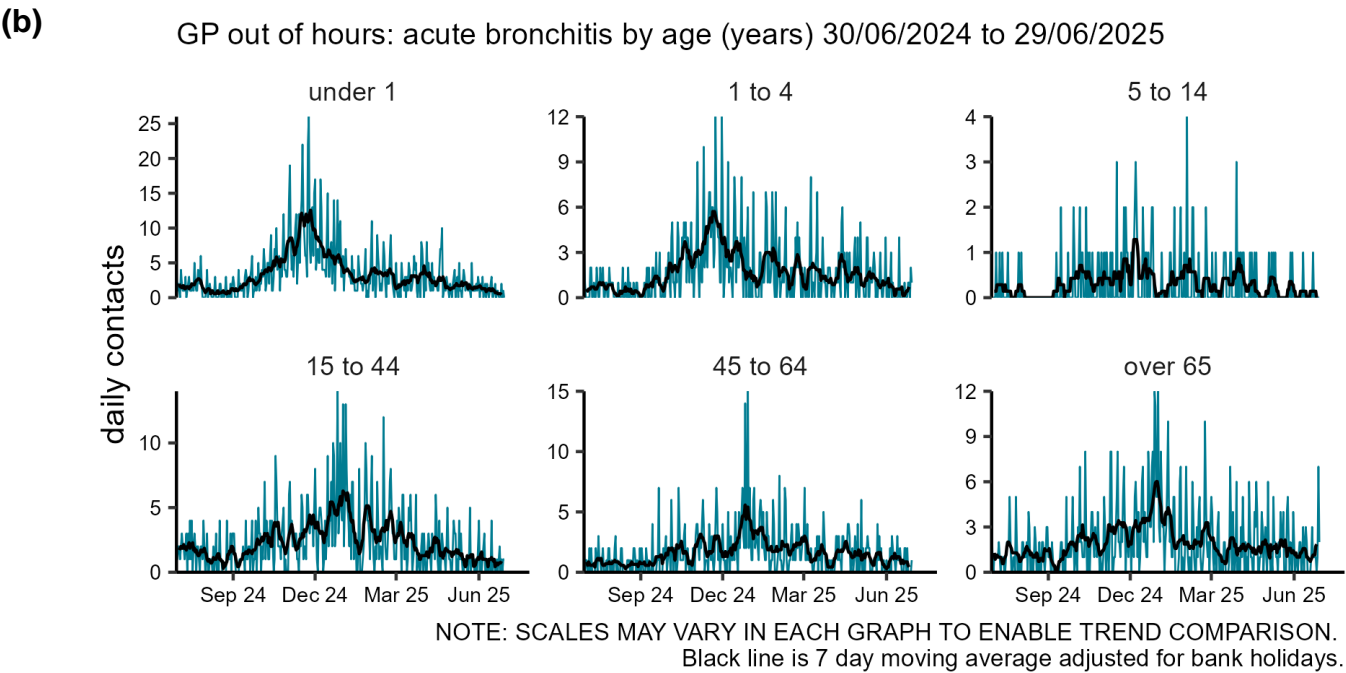 (b)
GP out of hours: acute bronchitis by age (years) 30/06/2024 to 29/06/2025
daily contacts
under 1
25
20
15
10
5
0
1 to 4
12
9
6
3
0
5 to 14
4
3
2
1
0
15 to 44
10
5
0
Sep 24 Dec 24 Mar 25 Jun 25
45 to 64
15
10
5
0
Sep 24 Dec 24 Mar 25 Jun 25
over 65
12
9
6
3
0
Sep 24 Dec 24 Mar 25 Jun 25
NOTE: SCALES MAY VARY IN EACH GRAPH TO ENABLE TREND COMPARISON.
Black line is 7 day moving average adjusted for bank holidays.